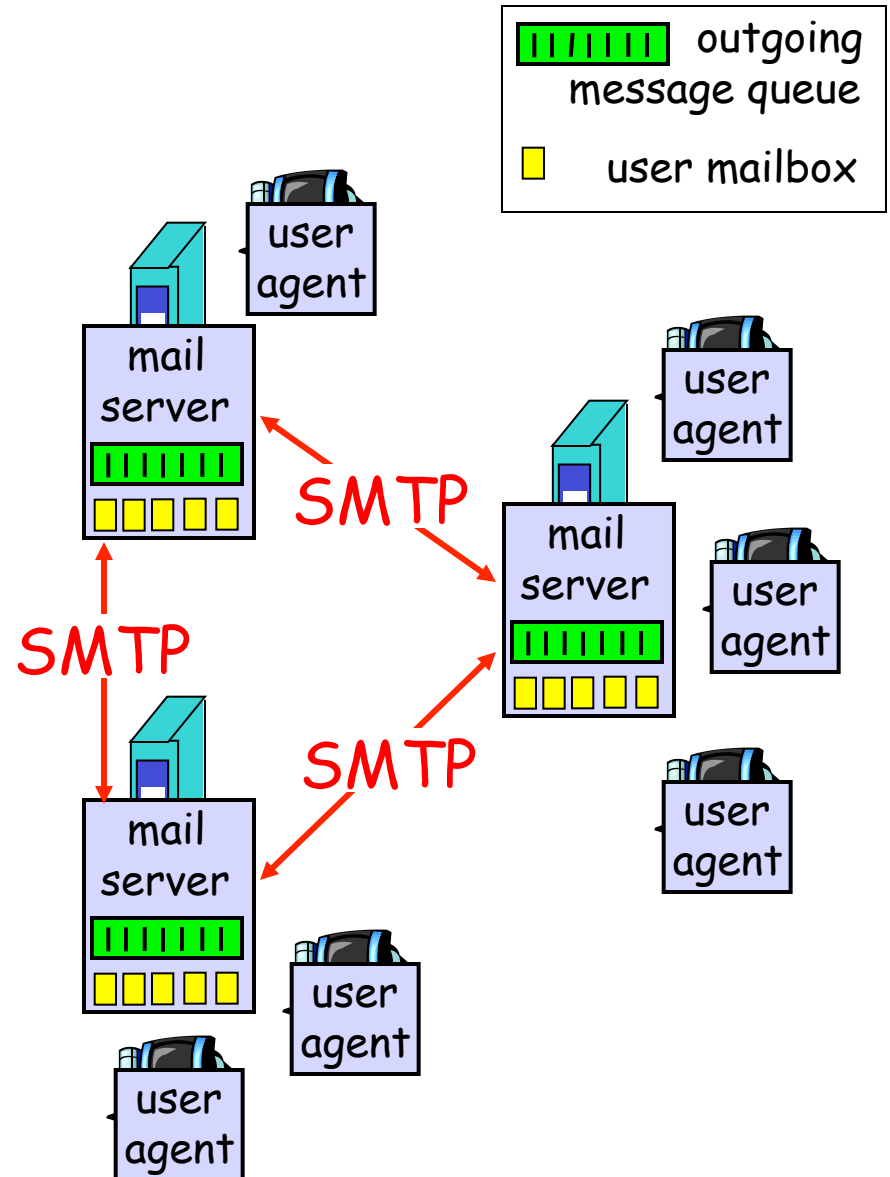 outgoing
message queue
user mailbox
user
agent
mail
server
user
agent
SMTP
mail
server
user
agent
SMTP
SMTP
user
agent
mail
server
user
agent
user
agent